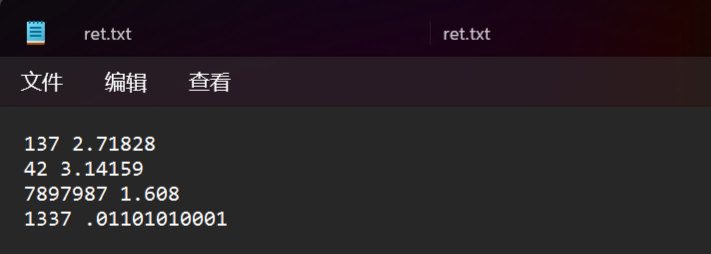 ret.txt ret.txt
文件 编辑 查看
137 2.71828
42 3.14159
7897987 1.608
1337 .01101010001